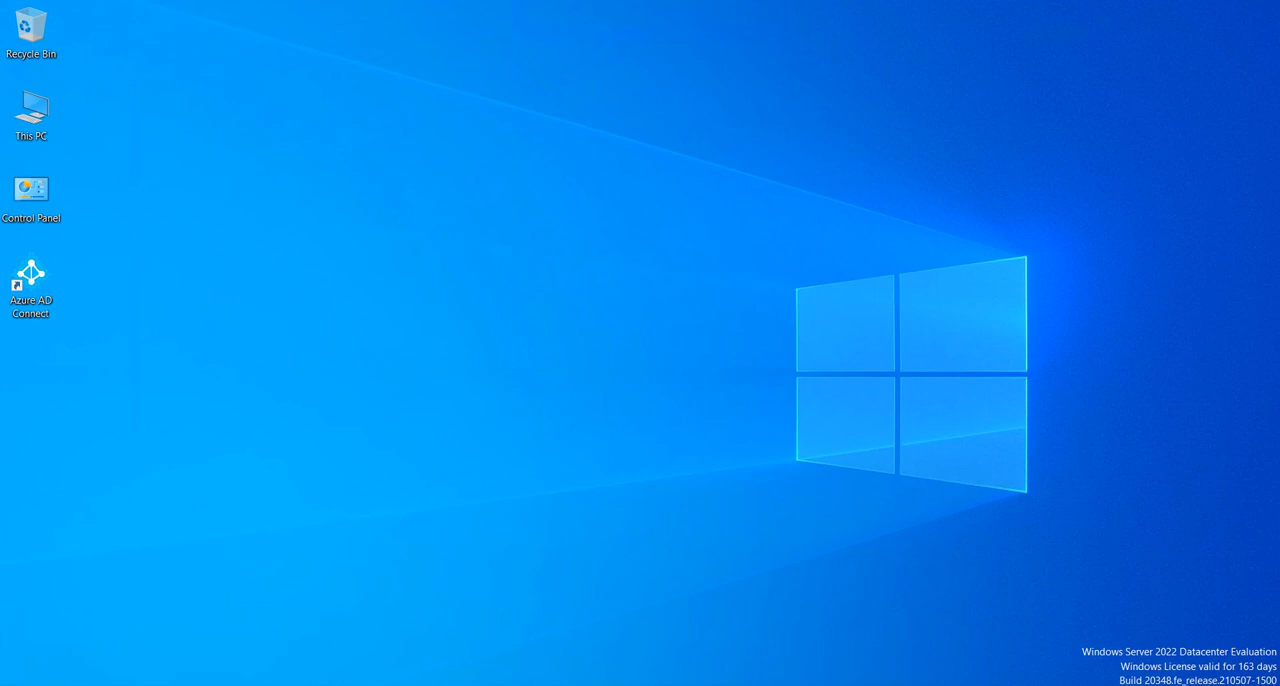 Recycle Bin
This PC
Control Panel
Azure AD
Connect
Windows Server 2022 Datacenter Evaluation
Windows License valid for 163 days
Build 20348.fe_release.210507-1500